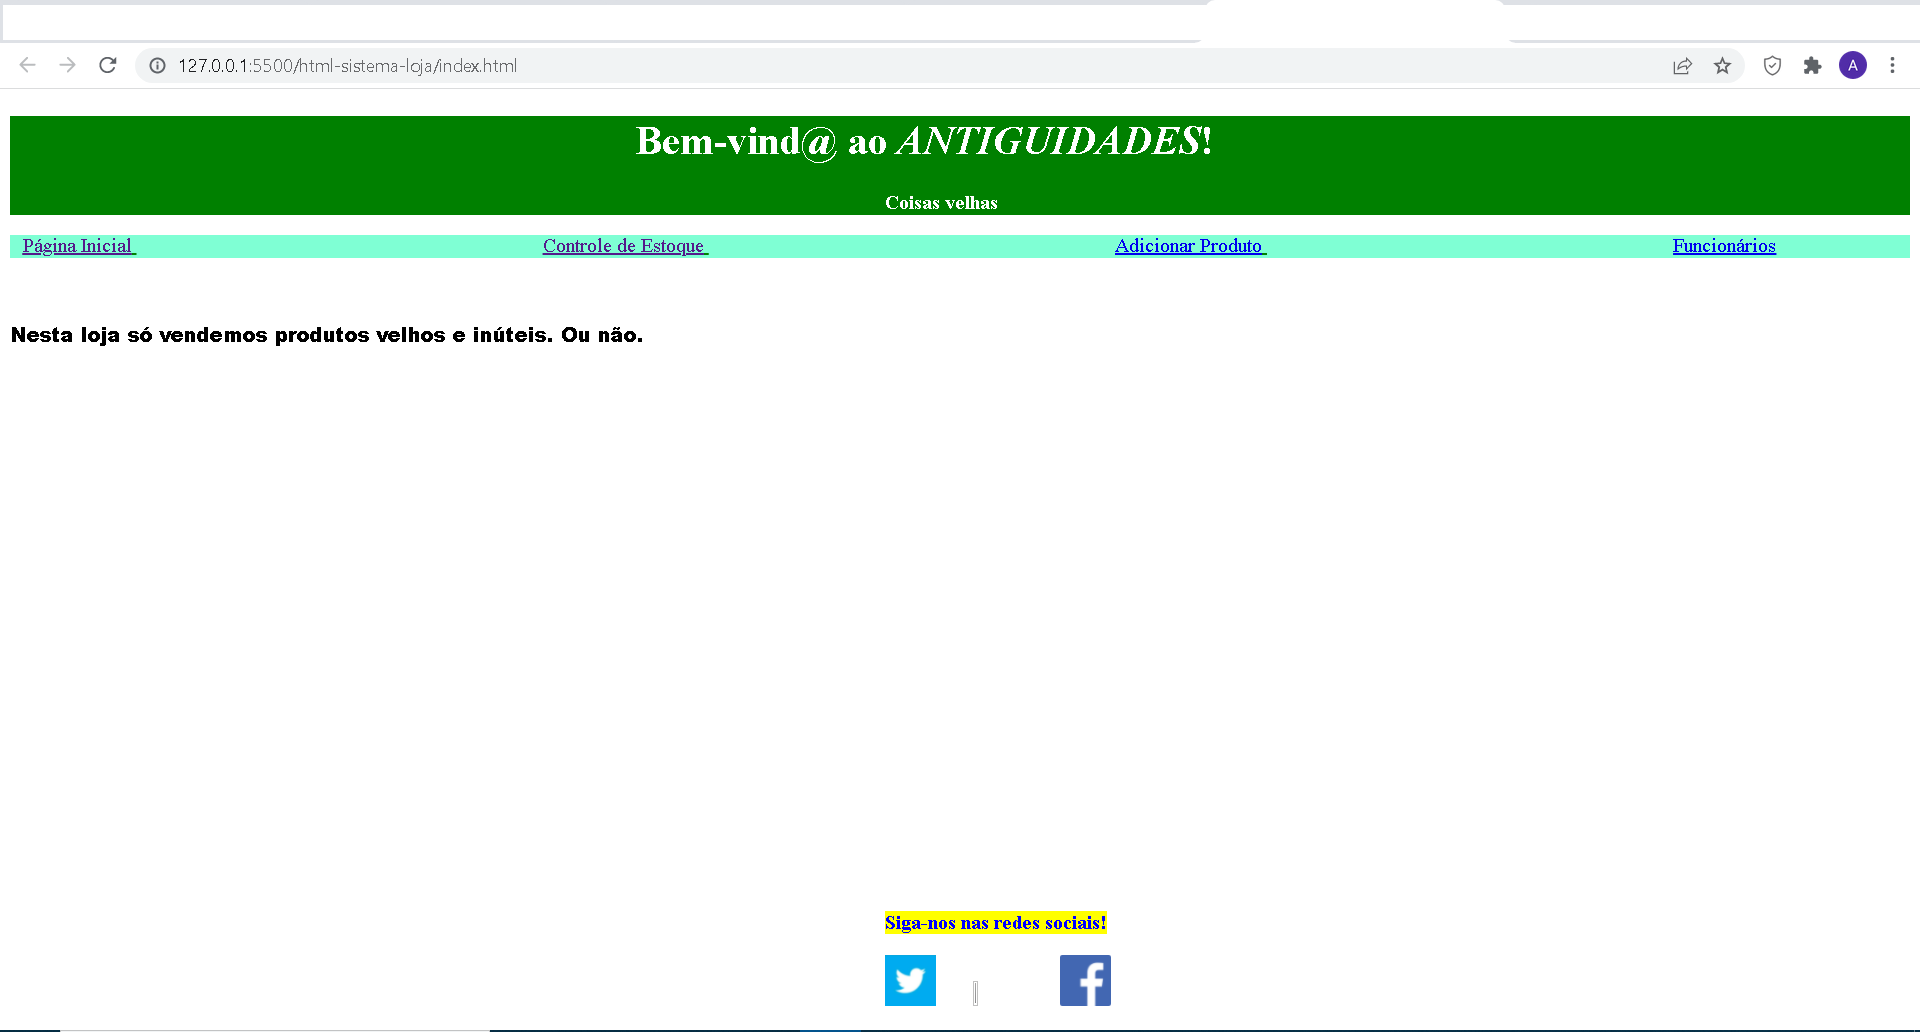 127.0.0.1:5500/html-sistema-loja/index.html
A
Bem-vind@ ao ANTIGUIDADES!
Coisas velhas
Página Inicial Controle de Estoque Adicionar Produto Funcionários
Nesta loja só vendemos produtos velhos e inúteis. Ou não.
Siga-nos nas redes sociais!